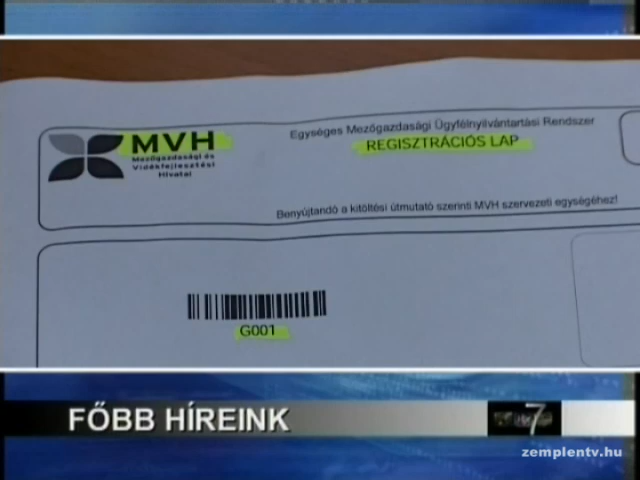 MVH
Mezőgazdasági és
Vidékfejlesztési
Hivatal
Egységes Mezőgazdasági Ügyfélnyilvántartási Rendszer
REGISZTRÁCIÓS LAP
Benyújtandó a kitöltési útmutató szerinti MVH szervezeti egységéhez!
G001
FŐBB HÍREINK
7
zemplentv.hu